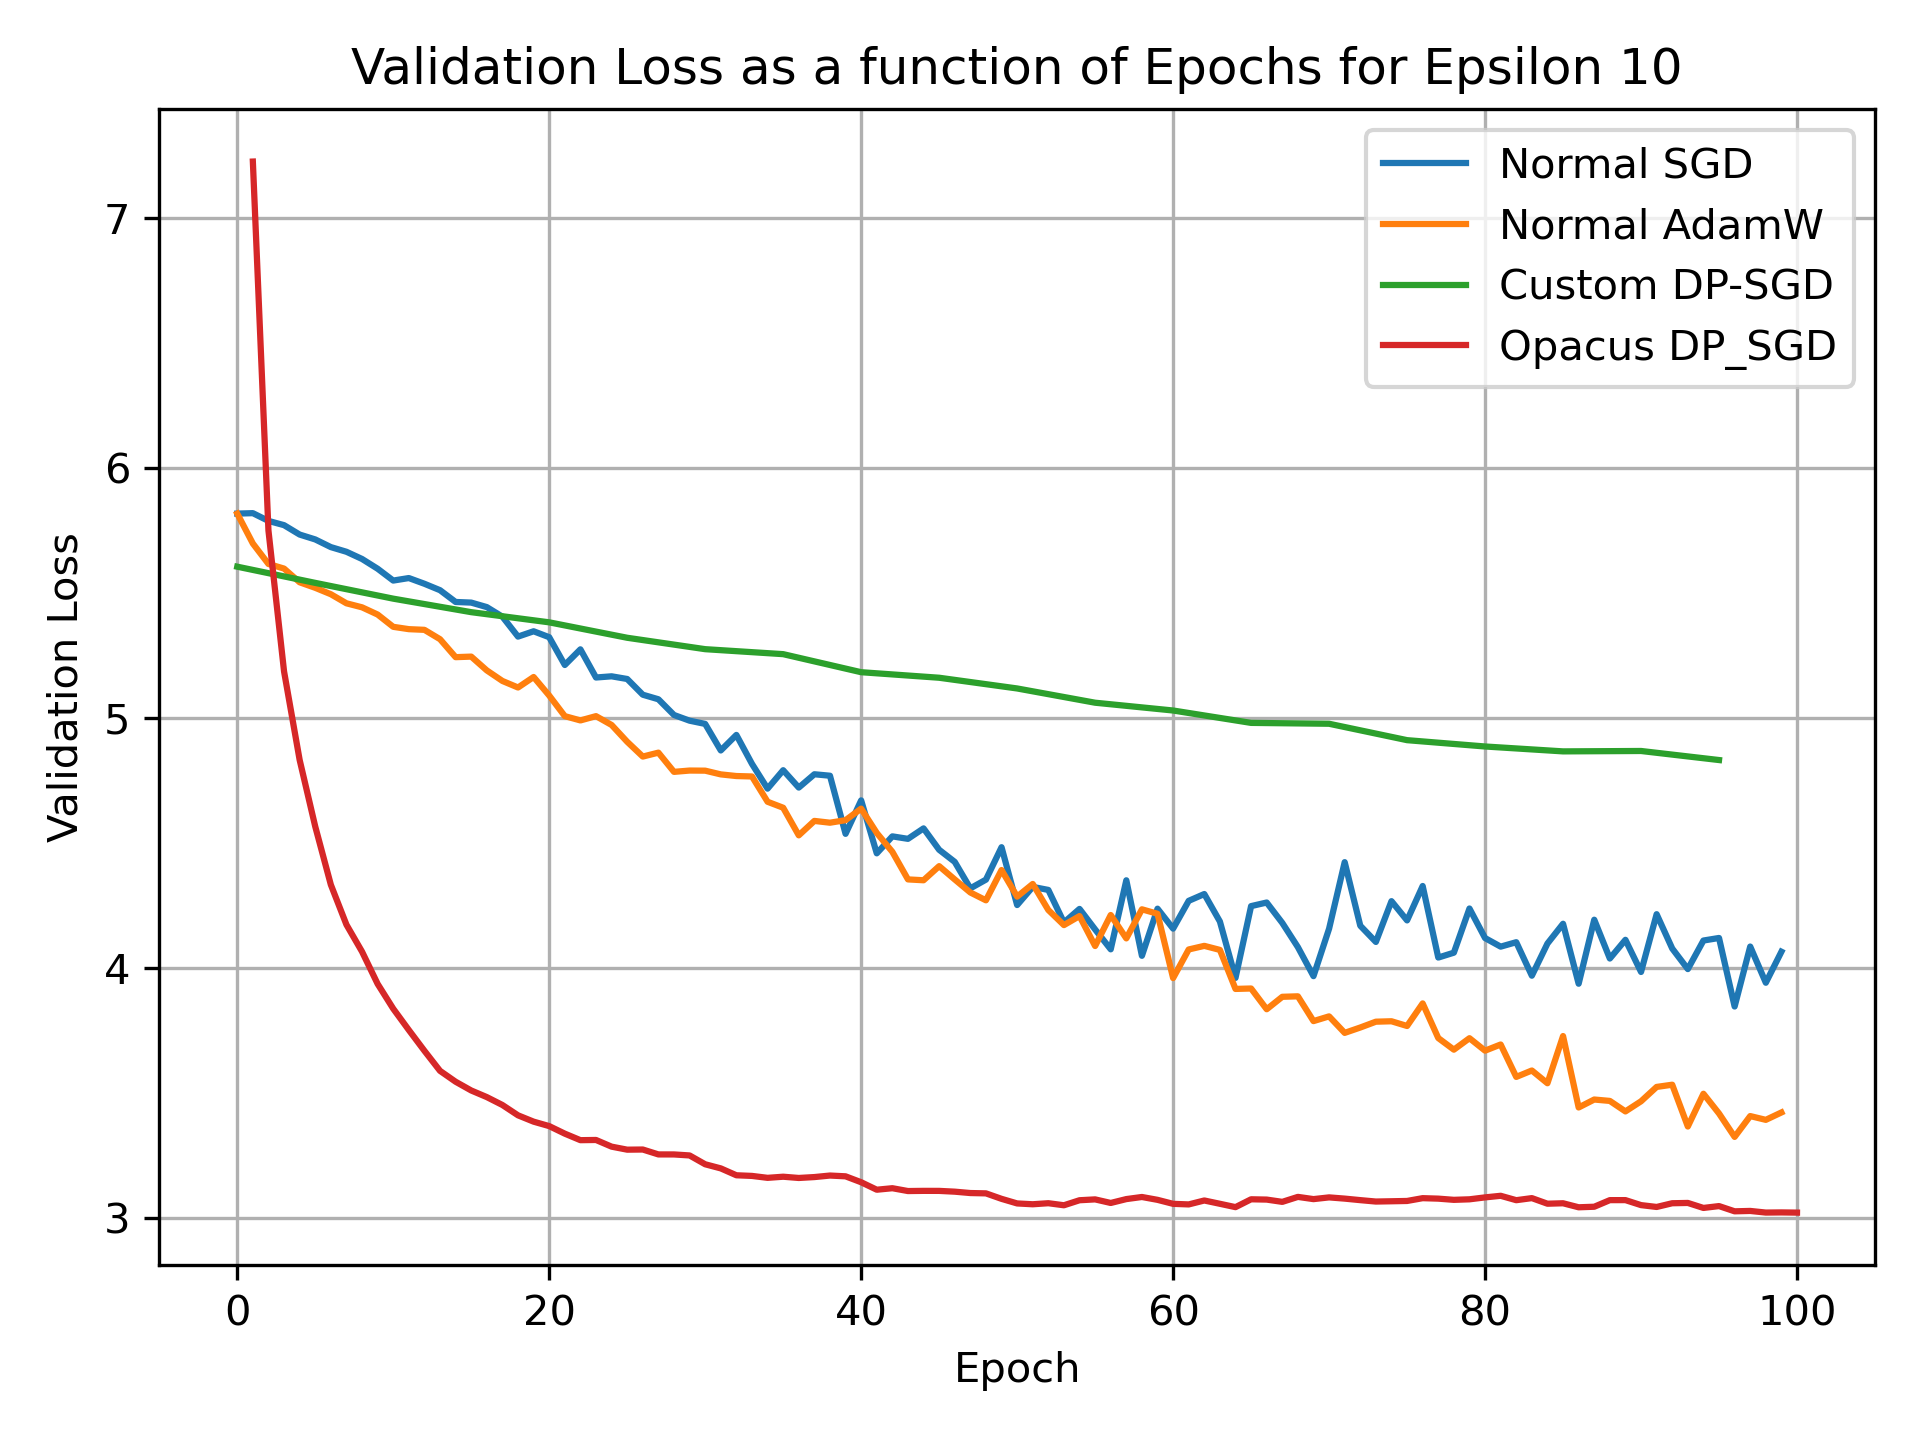 Validation Loss as a function of Epochs for Epsilon 10
Normal SGD
Normal AdamW
Custom DP-SGD
Opacus DP_SGD
Validation Loss
7
6
5
4
3
0 20 40 60 80 100
Epoch